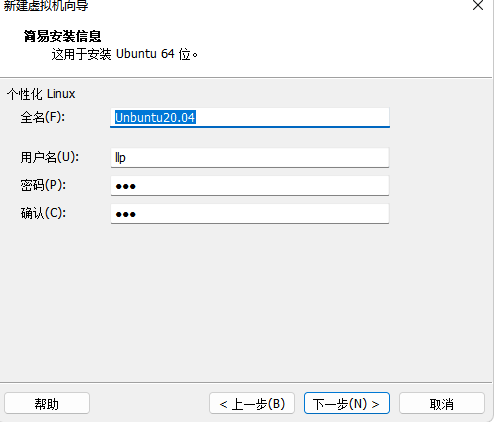 新建虚拟机向导
简易安装信息
这用于安装 Ubuntu 64 位。
个性化 Linux
全名(F):
Unbuntu20.04
用户名(U):
llp
密码(P):
●●●
确认(C):
●●●
帮助
< 上一步(B)
下一步(N) >
取消